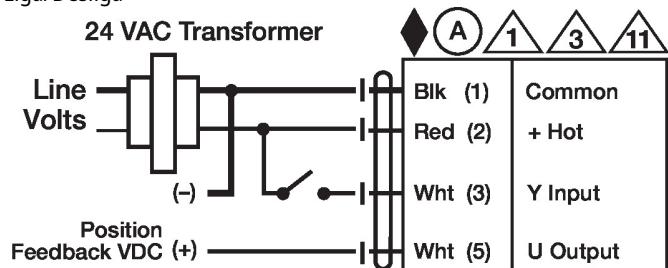 24 VAC Transformer
A 1 3 11
Line
Volts
Blk (1) Common
Red (2) + Hot
(–)
Wht (3) Y Input
Position
Feedback VDC (+)
Wht (5) U Output